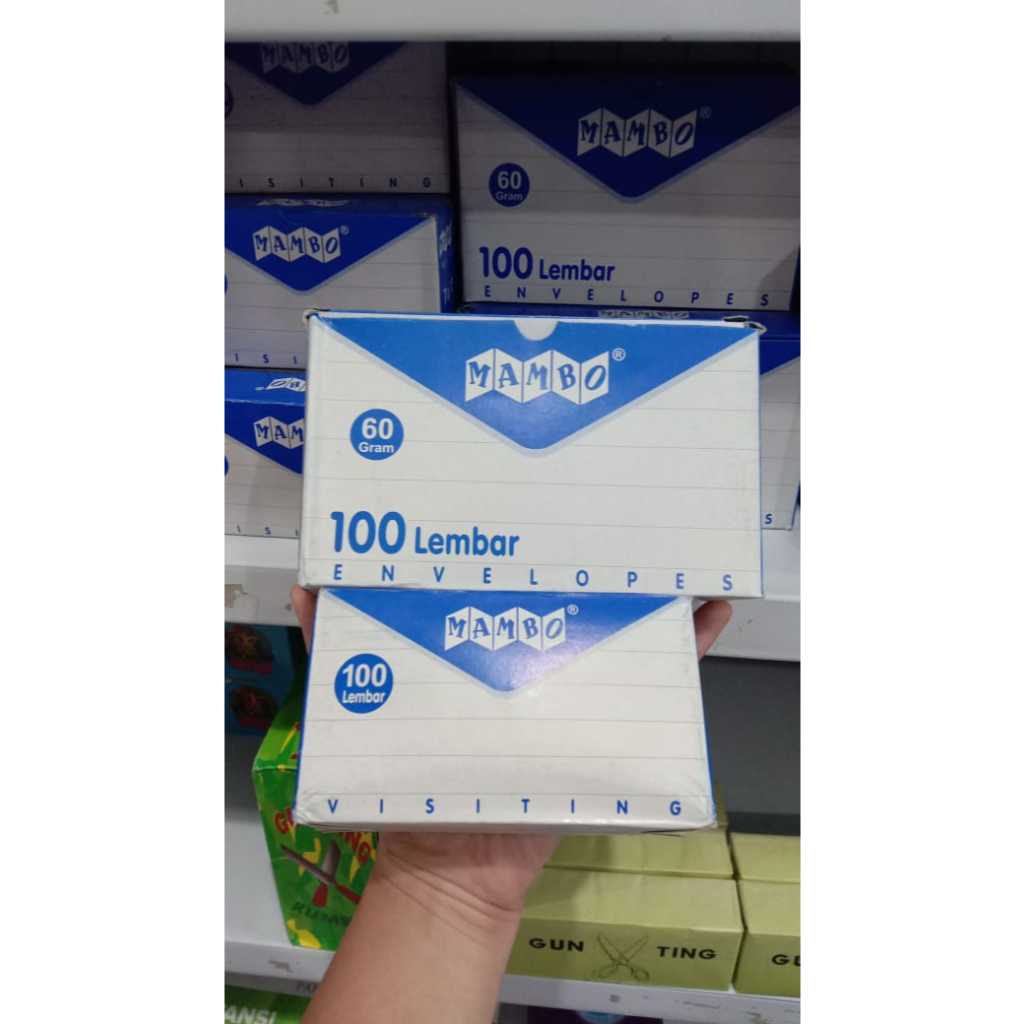 MAMBO
I S I T I N G
MAMBO®
60
Gram
100 Lembar
ENVELOPES
MAMBO®
I S I
MAMBO®
60
Gram
100 Lembar
ENVELOPES
MAMBO®
100
Lembar
VISITING
GUN TING